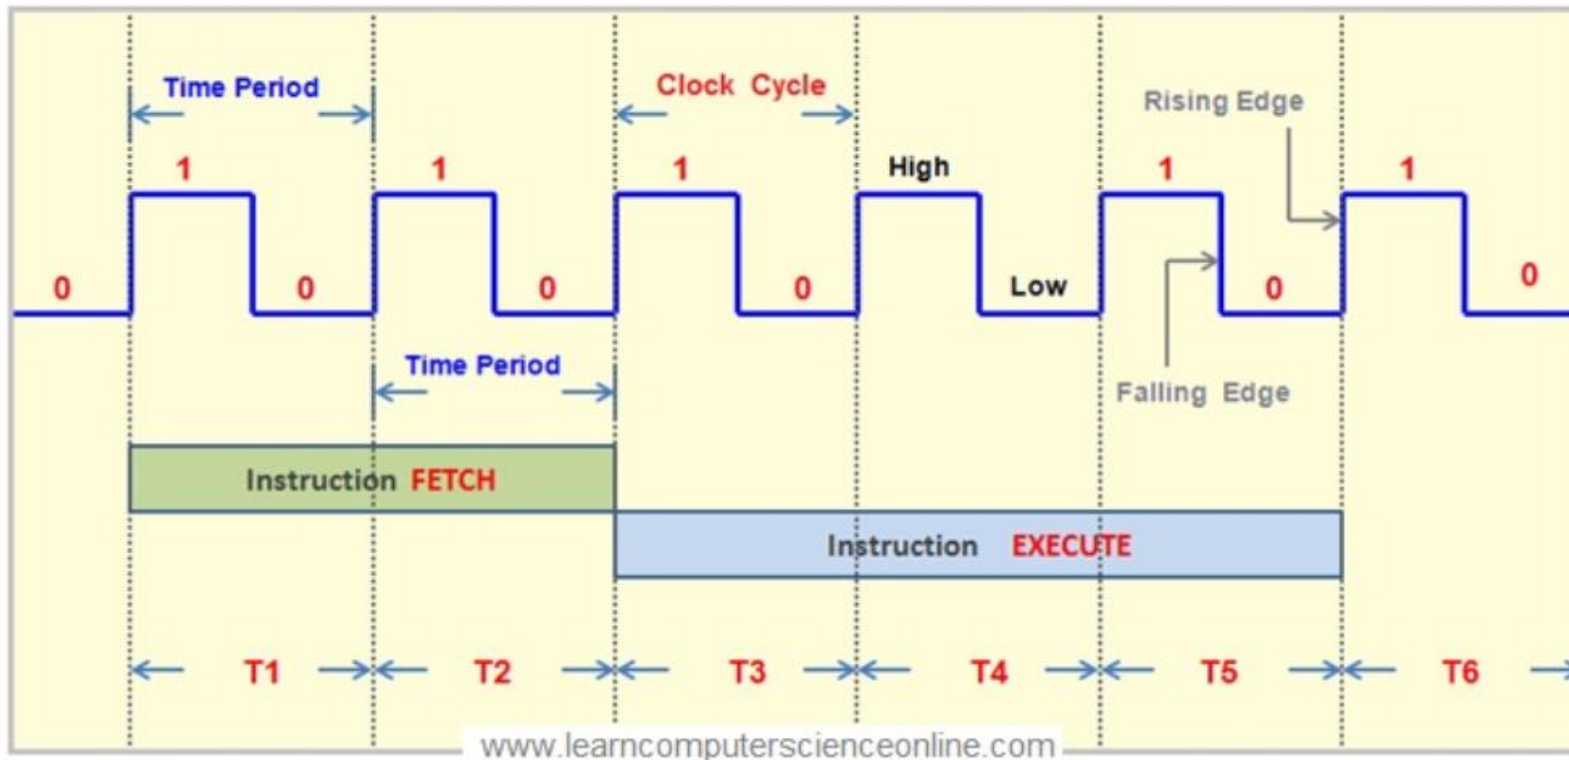 Time Period
Clock Cycle
Rising Edge
1
1
1
High
1
1
0
0
0
0
Low
0
0
Time Period
Falling Edge
Instruction FETCH
Instruction EXECUTE
T1
T2
T3
T4
T5
T6
www.learncomputerscienceonline.com